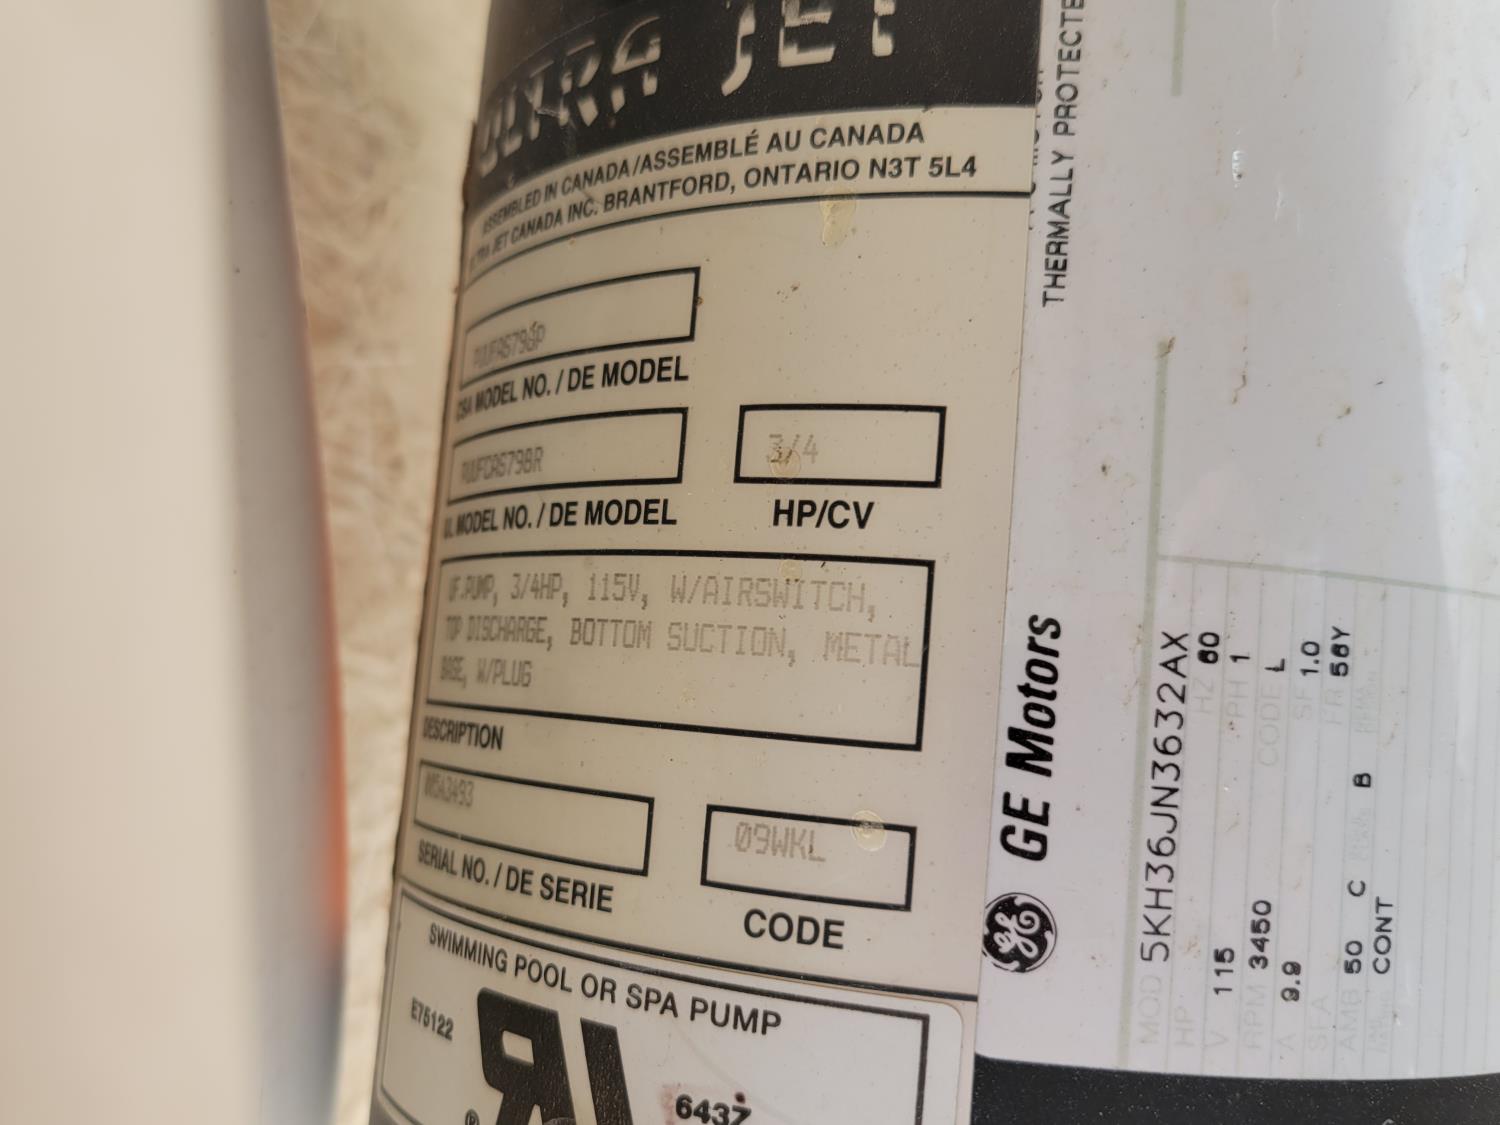 ULTRA JET
ASSEMBLED IN CANADA/ASSEMBLÉ AU CANADA
ULTRA JET CANADA INC. BRANTFORD, ONTARIO N3T 5L4
CSA MODEL NO. / DE MODEL
UL MODEL NO. / DE MODEL
3/4
HP/CV
UF.PUMP, 3/4HP, 115V, W/AIRSWITCH,
TOP DISCHARGE, BOTTOM SUCTION, METAL
BASE, W/PLUG
DESCRIPTION
SERIAL NO. / DE SERIE
09WKL
CODE
SWIMMING POOL OR SPA PUMP
E75122
®
6437
THERMALLY PROTECTE
GE Motors
MOD 5KH36JN3632AX
HP HZ 60
V 115 PH 1
RPM 3450 CODE L
A 9.9 SF 1.0
SFA FR 56Y
AMB 50 C B
CONT